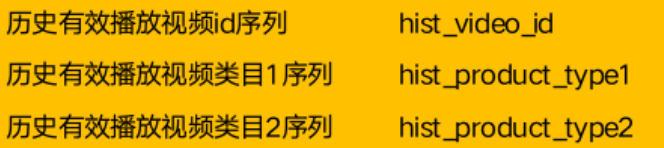 历史有效播放视频id序列 hist_video_id
历史有效播放视频类目1序列 hist_product_type1
历史有效播放视频类目2序列 hist_product_type2